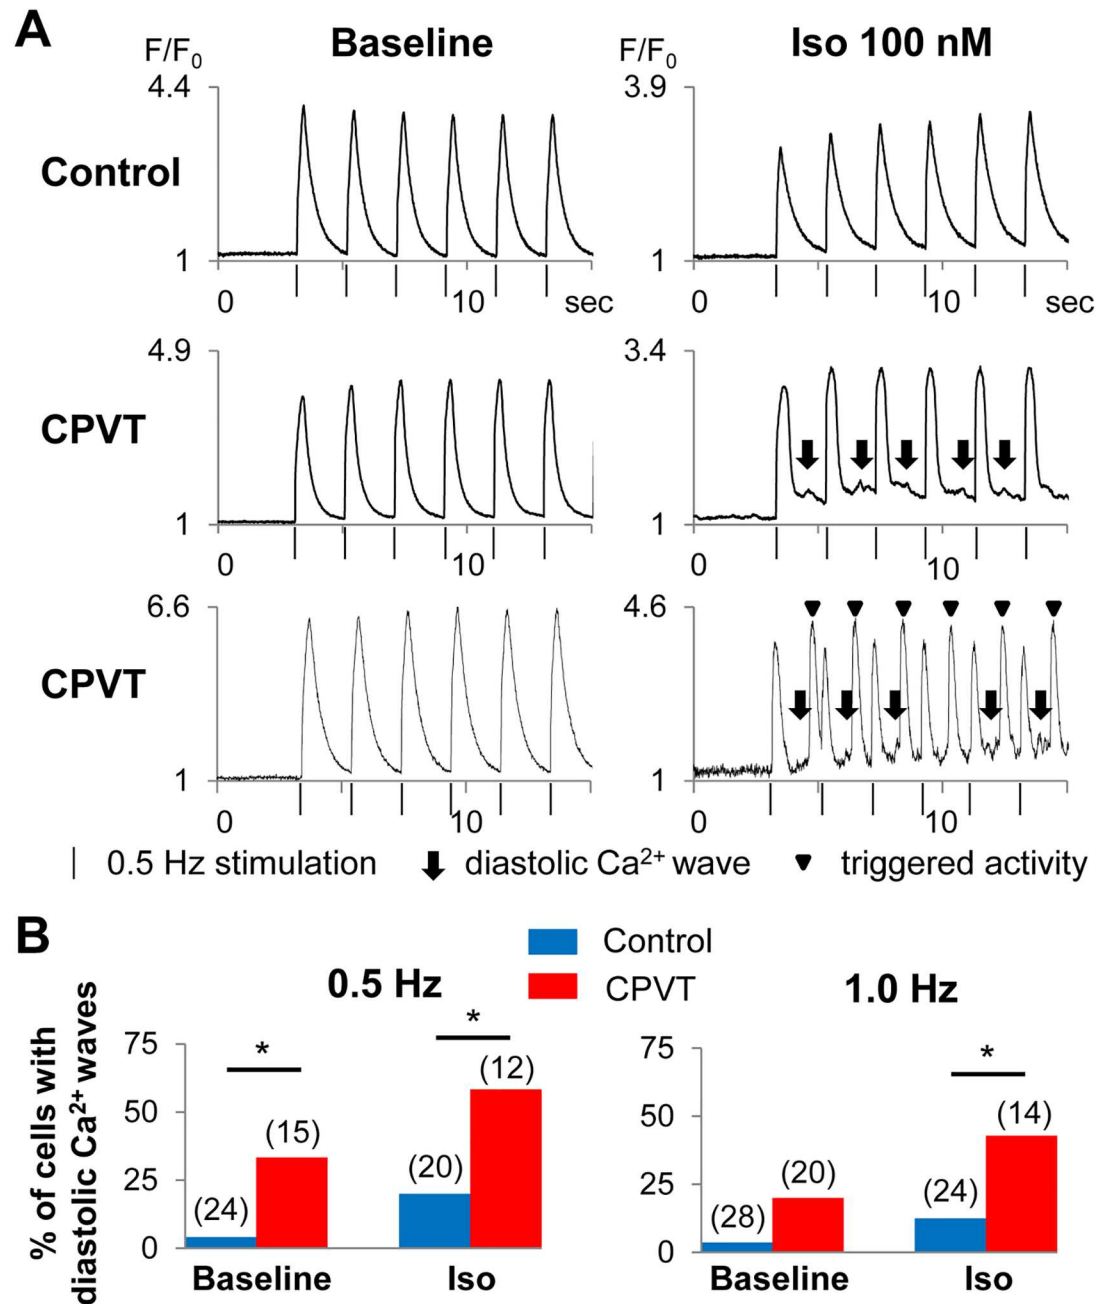 A
Baseline
Iso 100 nM
F/F0
F/F0
4.4
3.9
Control
1
1
0
10
sec
0
10
sec
4.9
3.4
CPVT
1
1
0
10
0
10
6.6
4.6
CPVT
1
1
0
10
0
10
0.5 Hz stimulation
diastolic Ca2+ wave
triggered activity
B
Control
CPVT
0.5 Hz
1.0 Hz
% of cells with
diastolic Ca2+ waves
75
50
25
0
*
*
(24)
(15)
(20)
(12)
Baseline
Iso
75
50
25
0
*
(28)
(20)
(24)
(14)
Baseline
Iso